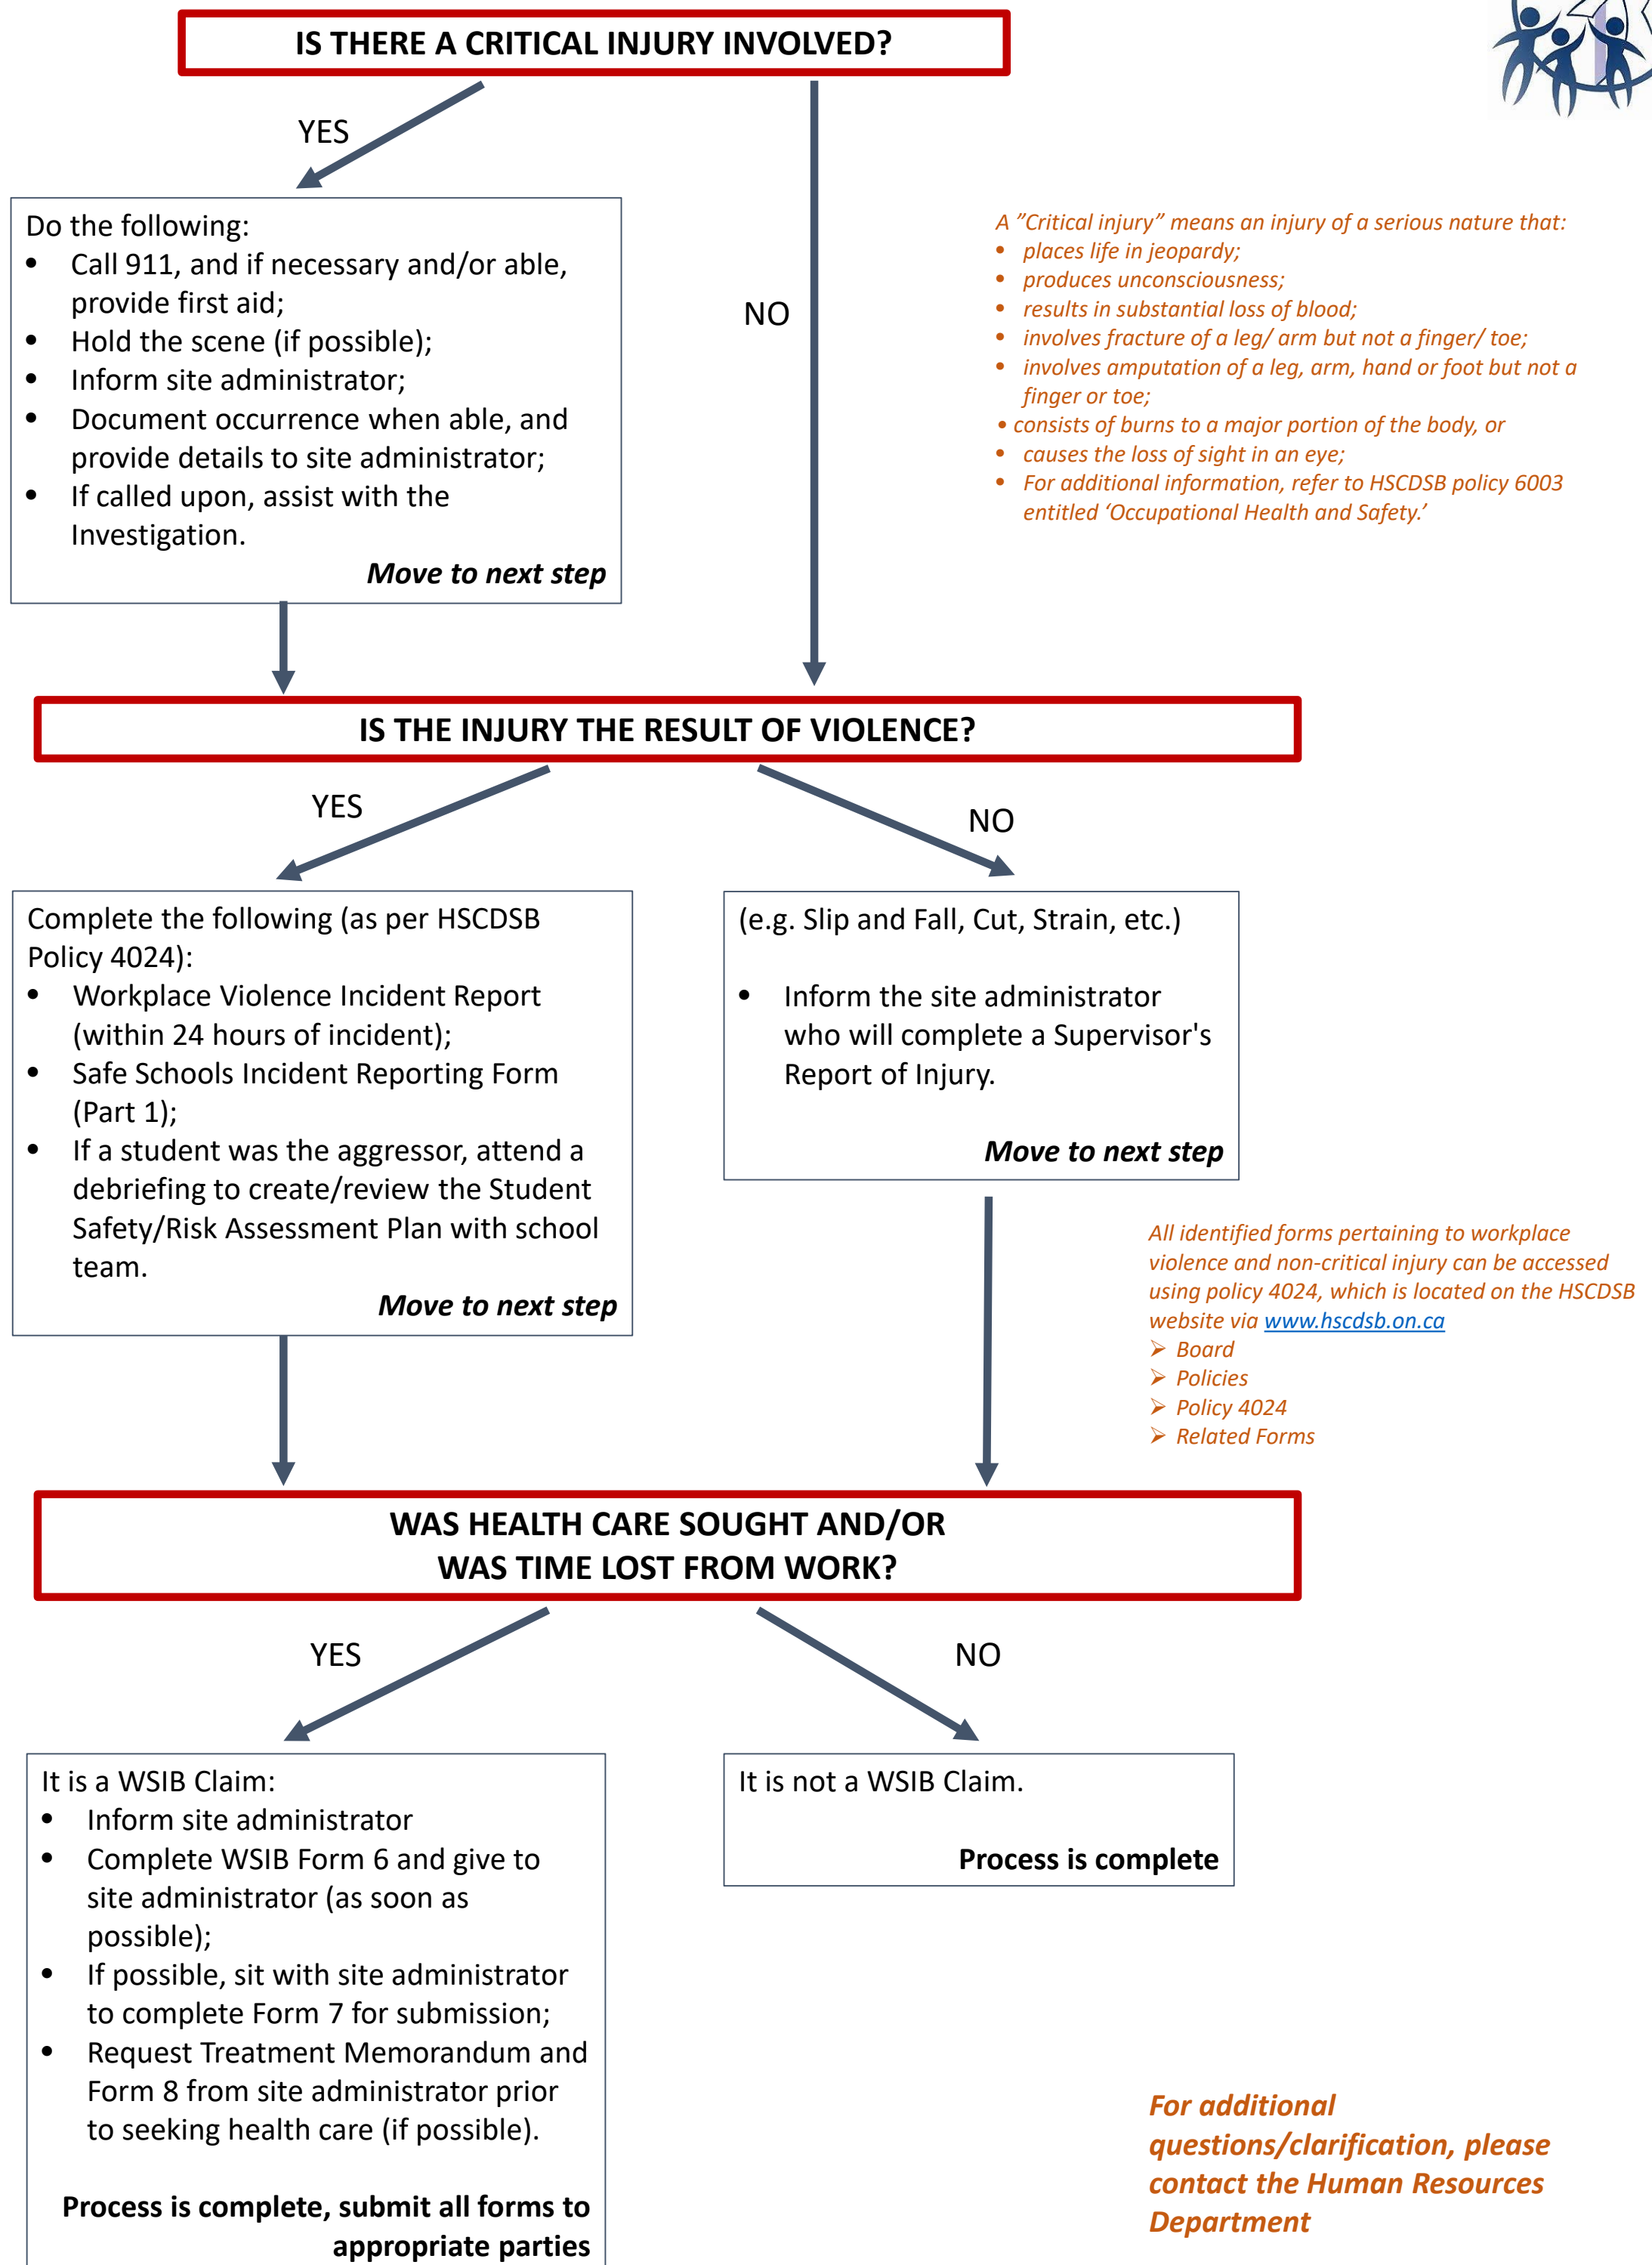 IS THERE A CRITICAL INJURY INVOLVED?
YES
NO
Do the following:
• Call 911, and if necessary and/or able,
provide first aid;
• Hold the scene (if possible);
• Inform site administrator;
• Document occurrence when able, and
provide details to site administrator;
• If called upon, assist with the
Investigation.
Move to next step
A ”Critical injury” means an injury of a serious nature that:
• places life in jeopardy;
• produces unconsciousness;
• results in substantial loss of blood;
• involves fracture of a leg/ arm but not a finger/ toe;
• involves amputation of a leg, arm, hand or foot but not a
finger or toe;
• consists of burns to a major portion of the body, or
• causes the loss of sight in an eye;
• For additional information, refer to HSCDSB policy 6003
entitled ‘Occupational Health and Safety.’
IS THE INJURY THE RESULT OF VIOLENCE?
YES
NO
Complete the following (as per HSCDSB
Policy 4024):
• Workplace Violence Incident Report
(within 24 hours of incident);
• Safe Schools Incident Reporting Form
(Part 1);
• If a student was the aggressor, attend a
debriefing to create/review the Student
Safety/Risk Assessment Plan with school
team.
Move to next step
(e.g. Slip and Fall, Cut, Strain, etc.)
• Inform the site administrator
who will complete a Supervisor's
Report of Injury.
Move to next step
All identified forms pertaining to workplace
violence and non-critical injury can be accessed
using policy 4024, which is located on the HSCDSB
website via www.hscdsb.on.ca
➢ Board
➢ Policies
➢ Policy 4024
➢ Related Forms
WAS HEALTH CARE SOUGHT AND/OR
WAS TIME LOST FROM WORK?
YES
NO
It is a WSIB Claim:
• Inform site administrator
• Complete WSIB Form 6 and give to
site administrator (as soon as
possible);
• If possible, sit with site administrator
to complete Form 7 for submission;
• Request Treatment Memorandum and
Form 8 from site administrator prior
to seeking health care (if possible).
Process is complete, submit all forms to
appropriate parties
It is not a WSIB Claim.
Process is complete
For additional
questions/clarification, please
contact the Human Resources
Department